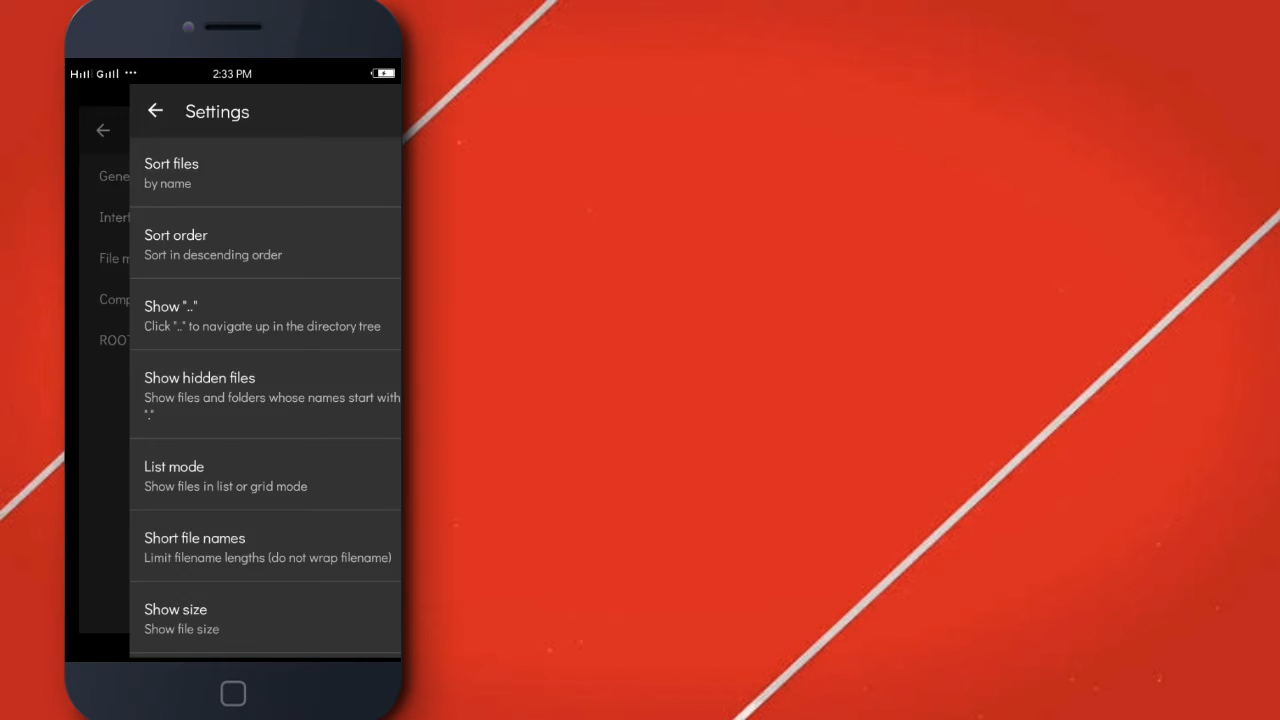 2:33 PM
Settings
Sort files
by name
Sort order
Sort in descending order
Show ".."
Click ".." to navigate up in the directory tree
Show hidden files
Show files and folders whose names start with
"."
List mode
Show files in list or grid mode
Short file names
Limit filename lengths (do not wrap filename)
Show size
Show file size
Gene
Interf
File m
Comp
ROOT